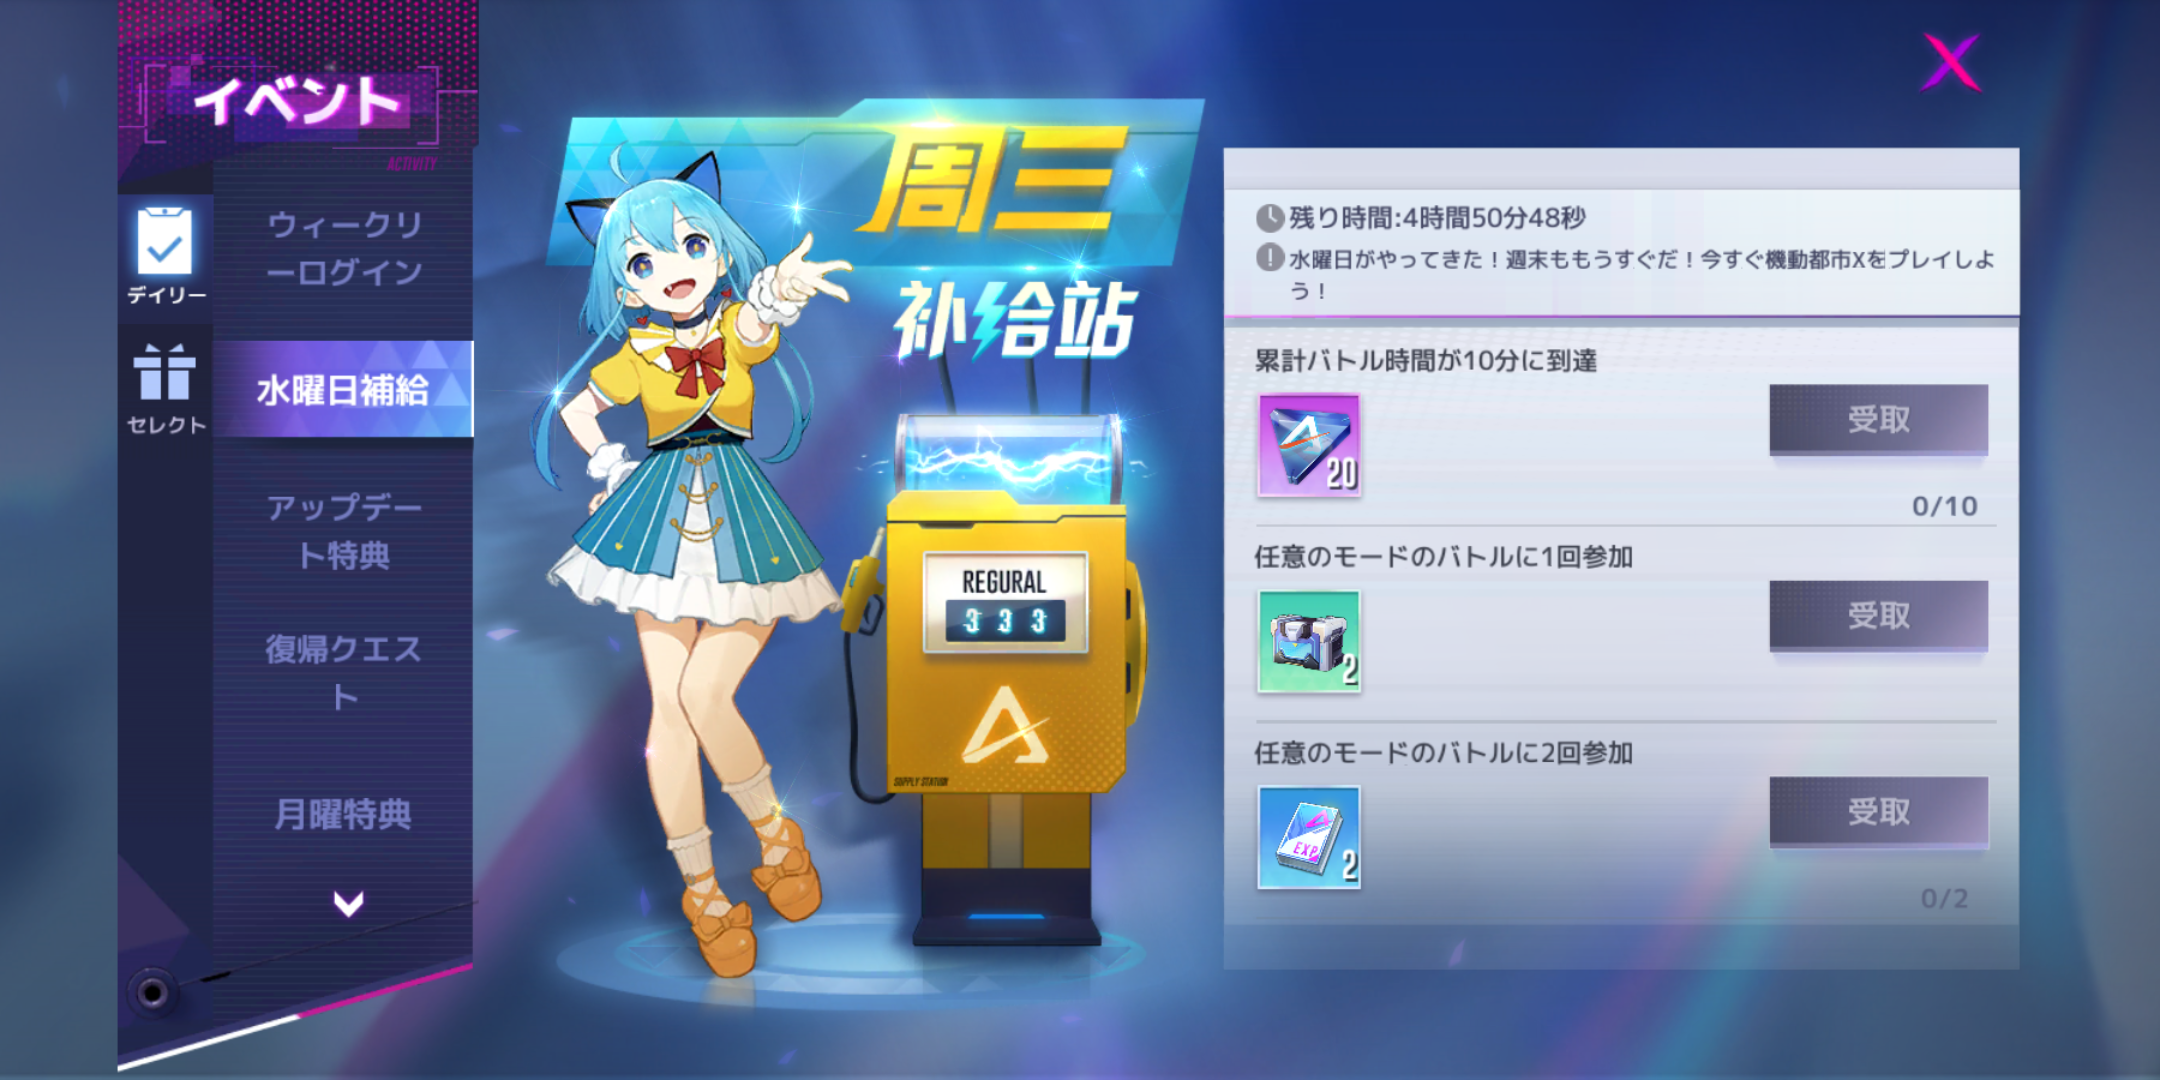 イベント
ACTIVITY
デイリー
セレクト
ウィークリ
ーログイン
水曜日補給
アップデー
ト特典
復帰クエス
ト
月曜特典
周三
补给站
REGURAL
3 3 3
SUPPLY STATION
残り時間:4時間50分48秒
水曜日がやってきた！週末ももうすぐだ！今すぐ機動都市Xをプレイしよ
う！
累計バトル時間が10分に到達
20
受取
0/10
任意のモードのバトルに1回参加
2
受取
任意のモードのバトルに2回参加
EXP
2
受取
0/2